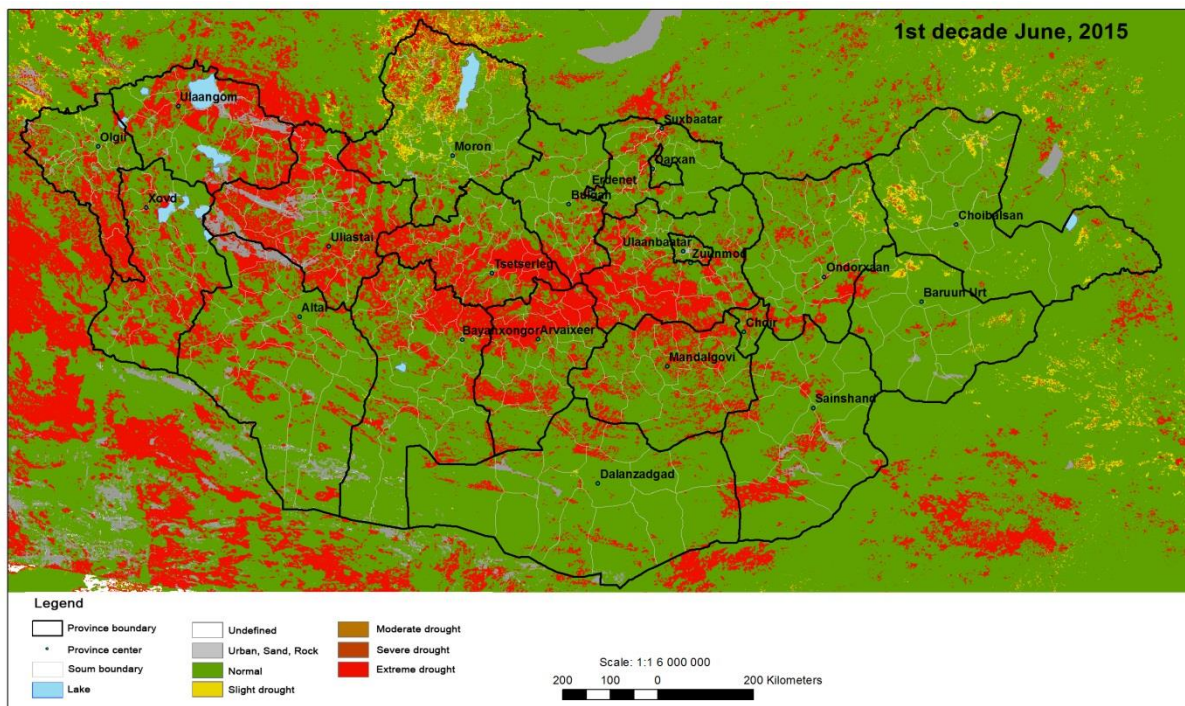 1st decade June, 2015
Suxbaatar
Ulaangom
Olgii
Moron
Darxan
Erdenet
Bulgan
Xovd
Choibalsan
Uliastai
Ulaanbaatar
Zuunmod
Tsetserleg
Ondorxaan
Baruun Urt
Altai
Bayanxongor
Arvaixeer
Choir
Mandalgovi
Sainshand
Dalanzadgad
Legend
Province boundary
Province center
Soum boundary
Lake
Undefined
Urban, Sand, Rock
Normal
Slight drought
Moderate drought
Severe drought
Extreme drought
Scale: 1:1 6 000 000
200 100 0 200 Kilometers